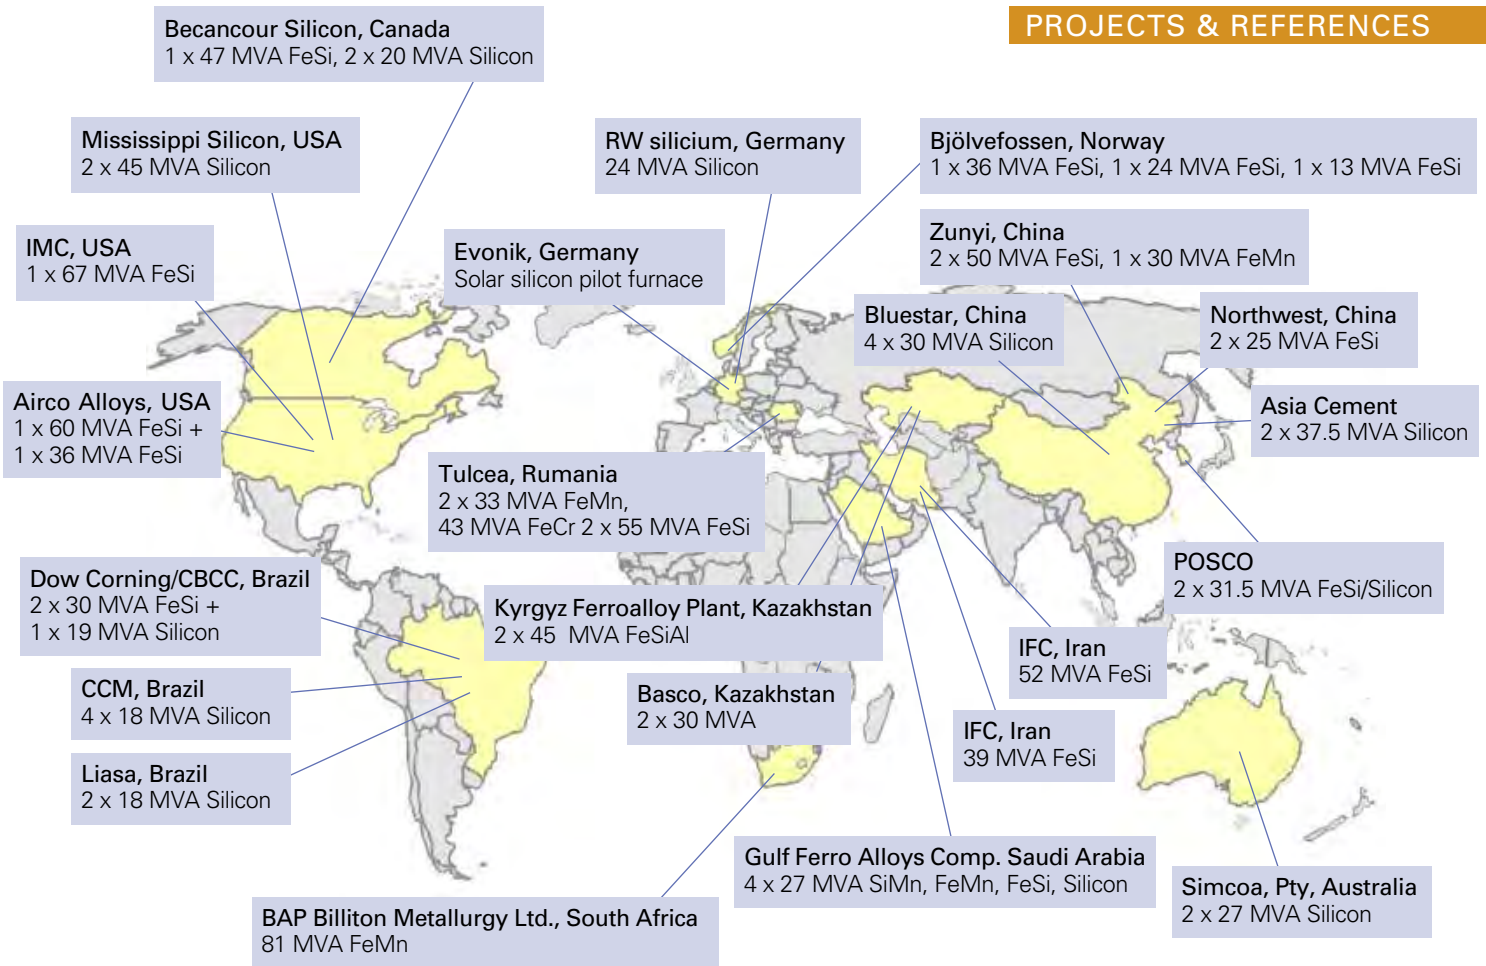 PROJECTS & REFERENCES
Becancour Silicon, Canada
1 x 47 MVA FeSi, 2 x 20 MVA Silicon
Mississippi Silicon, USA
2 x 45 MVA Silicon
RW silicium, Germany
24 MVA Silicon
Bjölvefossen, Norway
1 x 36 MVA FeSi, 1 x 24 MVA FeSi, 1 x 13 MVA FeSi
IMC, USA
1 x 67 MVA FeSi
Evonik, Germany
Solar silicon pilot furnace
Zunyi, China
2 x 50 MVA FeSi, 1 x 30 MVA FeMn
Bluestar, China
4 x 30 MVA Silicon
Northwest, China
2 x 25 MVA FeSi
Airco Alloys, USA
1 x 60 MVA FeSi +
1 x 36 MVA FeSi
Asia Cement
2 x 37.5 MVA Silicon
Tulcea, Rumania
2 x 33 MVA FeMn,
43 MVA FeCr 2 x 55 MVA FeSi
POSCO
2 x 31.5 MVA FeSi/Silicon
Dow Corning/CBCC, Brazil
2 x 30 MVA FeSi +
1 x 19 MVA Silicon
Kyrgyz Ferroalloy Plant, Kazakhstan
2 x 45 MVA FeSiAl
IFC, Iran
52 MVA FeSi
CCM, Brazil
4 x 18 MVA Silicon
Basco, Kazakhstan
2 x 30 MVA
IFC, Iran
39 MVA FeSi
Liasa, Brazil
2 x 18 MVA Silicon
Gulf Ferro Alloys Comp. Saudi Arabia
4 x 27 MVA SiMn, FeMn, FeSi, Silicon
Simcoa, Pty, Australia
2 x 27 MVA Silicon
BAP Billiton Metallurgy Ltd., South Africa
81 MVA FeMn